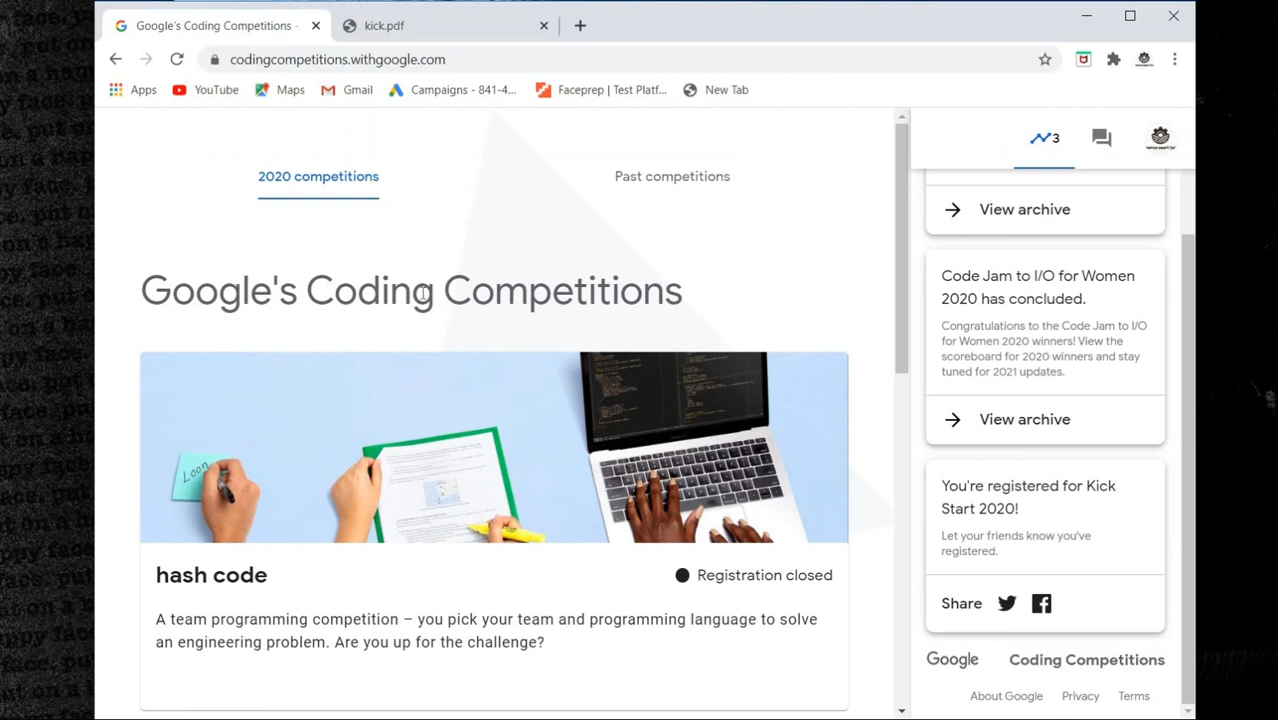 Google's Coding Competitions -
kick.pdf
codingcompetitions.withgoogle.com
Apps
YouTube
Maps
Gmail
Campaigns - 841-4...
Faceprep | Test Platf...
New Tab
2020 competitions
Past competitions
Google's Coding Competitions
Loon
hash code
Registration closed
A team programming competition – you pick your team and programming language to solve
an engineering problem. Are you up for the challenge?
3
View archive
Code Jam to I/O for Women
2020 has concluded.
Congratulations to the Code Jam to I/O
for Women 2020 winners! View the
scoreboard for 2020 winners and stay
tuned for 2021 updates.
View archive
You're registered for Kick
Start 2020!
Let your friends know you've
registered.
Share
Google Coding Competitions
About Google
Privacy
Terms